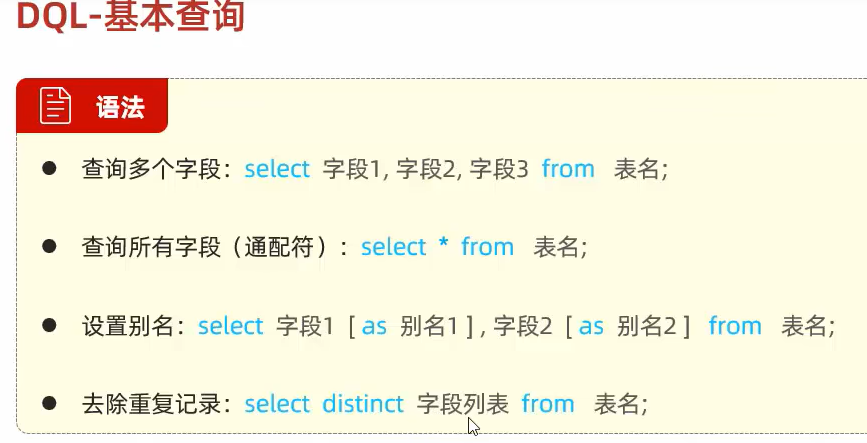 DQL-基本查询
语法
● 查询多个字段：select 字段1, 字段2, 字段3 from 表名;
● 查询所有字段（通配符）：select * from 表名;
● 设置别名：select 字段1 [ as 别名1 ] , 字段2 [ as 别名2 ] from 表名;
● 去除重复记录：select distinct 字段列表 from 表名;